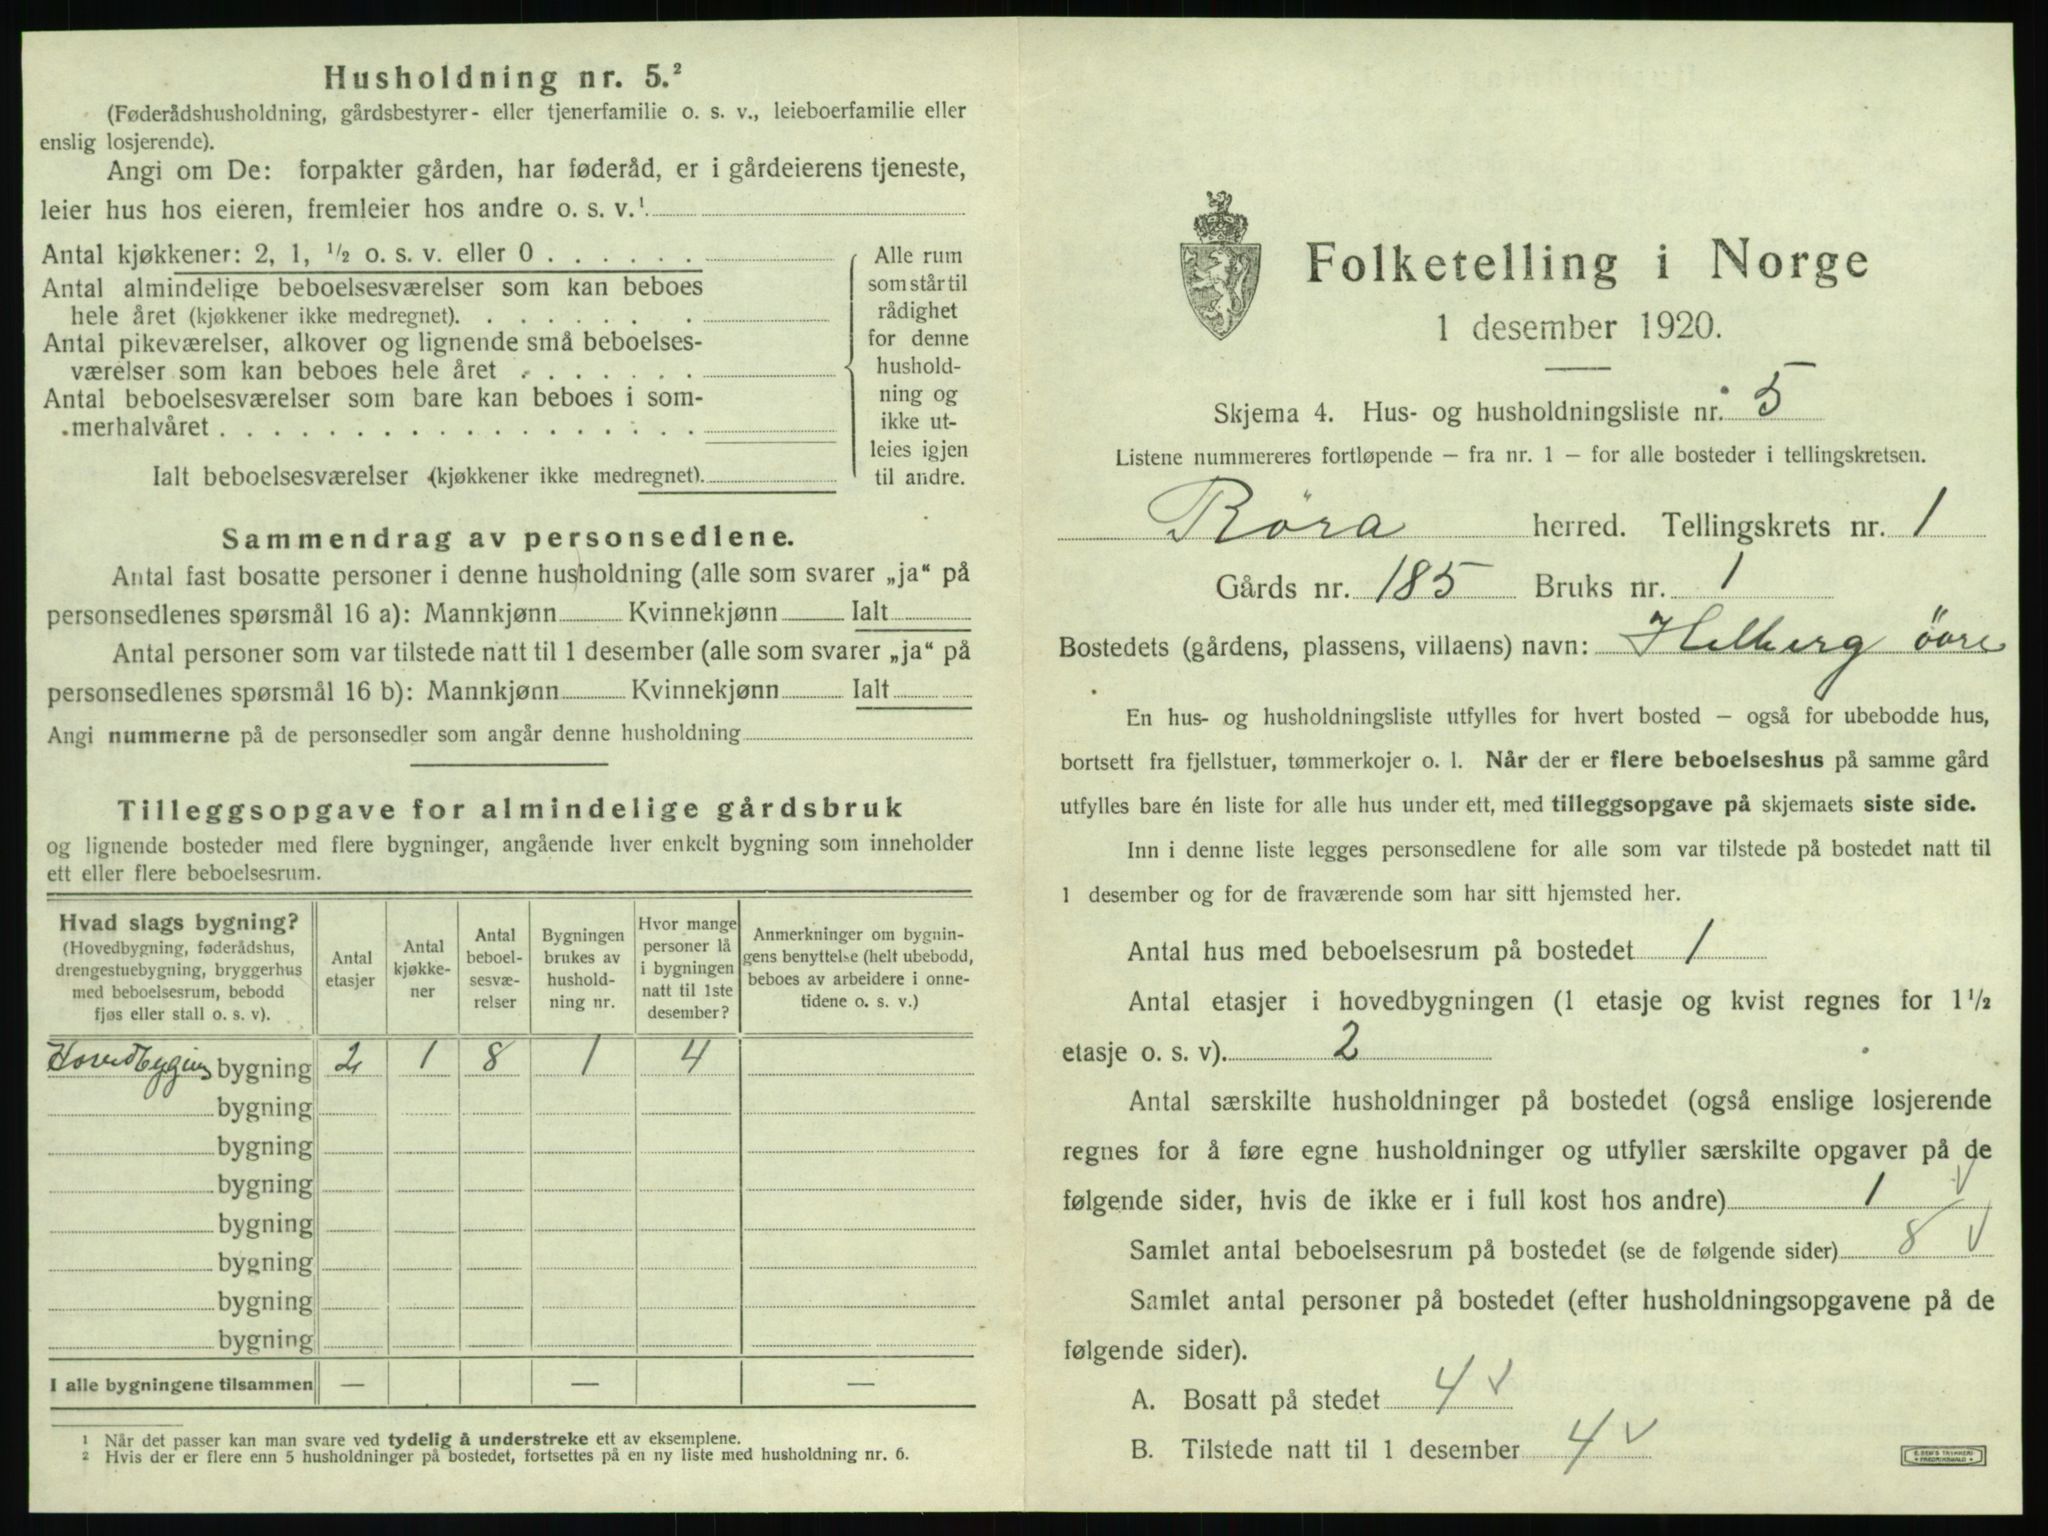 Husholdning nr. 5.²
(Føderådshusholdning, gårdsbestyrer- eller tjenerfamilie o. s. v., leieboerfamilie eller
enslig losjerende).
Angi om De: forpakter gården, har føderåd, er i gårdeierens tjeneste,
leier hus hos eieren, fremleier hos andre o. s. v.¹
Antal kjøkkener: 2, 1, ½ o. s. v. eller 0 . . . . . .
Antal almindelige beboelsesværelser som kan beboes
hele året (kjøkkener ikke medregnet). . . . . . . .
Antal pikeværelser, alkover og lignende små beboelses-
værelser som kan beboes hele året . . . . . . .
Antal beboelsesværelser som bare kan beboes i som-
merhalvåret . . . . . . . . . . . . . . . . . .
Ialt beboelsesværelser (kjøkkener ikke medregnet).
Alle rum
som står til
rådighet
for denne
hushold-
ning og
ikke ut-
leies igjen
til andre.
Sammendrag av personsedlene.
Antal fast bosatte personer i denne husholdning (alle som svarer „ja“ på
personsedlenes spørsmål 16 a): Mannkjønn Kvinnekjønn Ialt
Antal personer som var tilstede natt til 1 desember (alle som svarer „ja“ på
personsedlenes spørsmål 16 b): Mannkjønn Kvinnekjønn Ialt
Angi nummerne på de personsedler som angår denne husholdning
Tilleggsopgave for almindelige gårdsbruk
og lignende bosteder med flere bygninger, angående hver enkelt bygning som inneholder
ett eller flere beboelsesrum.
Hvad slags bygning?
(Hovedbygning, føderådshus,
drengestuebygning, bryggerhus
med beboelsesrum, bebodd
fjøs eller stall o. s. v).
Antal
etasjer
Antal
kjøkke-
ner
Antal
beboel-
sesvæ-
relser
Bygningen
brukes av
hushold-
ning nr.
Hvor mange
personer lå
i bygningen
natt til 1ste
desember?
Anmerkninger om bygnin-
gens benyttelse (helt ubebodd,
beboes av arbeidere i onne-
tidene o. s. v.)
Hovedbygning bygning 2 1 8 1 4
bygning
bygning
bygning
bygning
bygning
bygning
bygning
I alle bygningene tilsammen — — —
¹ Når det passer kan man svare ved tydelig å understreke ett av eksemplene.
² Hvis der er flere enn 5 husholdninger på bostedet, fortsettes på en ny liste med husholdning nr. 6.
Folketelling i Norge
1 desember 1920.
Skjema 4. Hus- og husholdningsliste nr. 5
Listene nummereres fortløpende – fra nr. 1 – for alle bosteder i tellingskretsen.
Røra herred. Tellingskrets nr. 1
Gårds nr. 185 Bruks nr. 1
Bostedets (gårdens, plassens, villaens) navn: Helberg öore
En hus- og husholdningsliste utfylles for hvert bosted – også for ubebodde hus,
bortsett fra fjellstuer, tømmerkojer o. l. Når der er flere beboelseshus på samme gård
utfylles bare én liste for alle hus under ett, med tilleggsopgave på skjemaets siste side.
Inn i denne liste legges personsedlene for alle som var tilstede på bostedet natt til
1 desember og for de fraværende som har sitt hjemsted her.
Antal hus med beboelsesrum på bostedet 1
Antal etasjer i hovedbygningen (1 etasje og kvist regnes for 1½
etasje o. s. v). 2
Antal særskilte husholdninger på bostedet (også enslige losjerende
regnes for å føre egne husholdninger og utfyller særskilte opgaver på de
følgende sider, hvis de ikke er i full kost hos andre) 1 √
Samlet antal beboelsesrum på bostedet (se de følgende sider) 8 √
Samlet antal personer på bostedet (efter husholdningsopgavene på de
følgende sider).
A. Bosatt på stedet 4 √
B. Tilstede natt til 1 desember 4 √